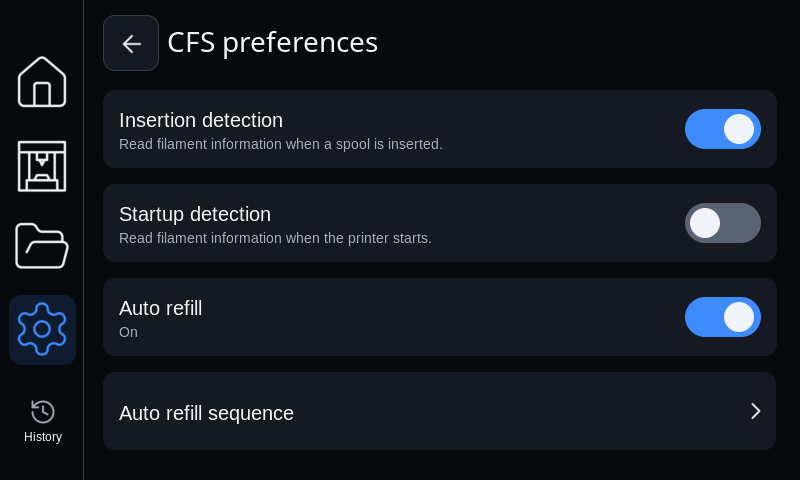 CFS preferences
Insertion detection
Read filament information when a spool is inserted.
Startup detection
Read filament information when the printer starts.
Auto refill
On
Auto refill sequence
History